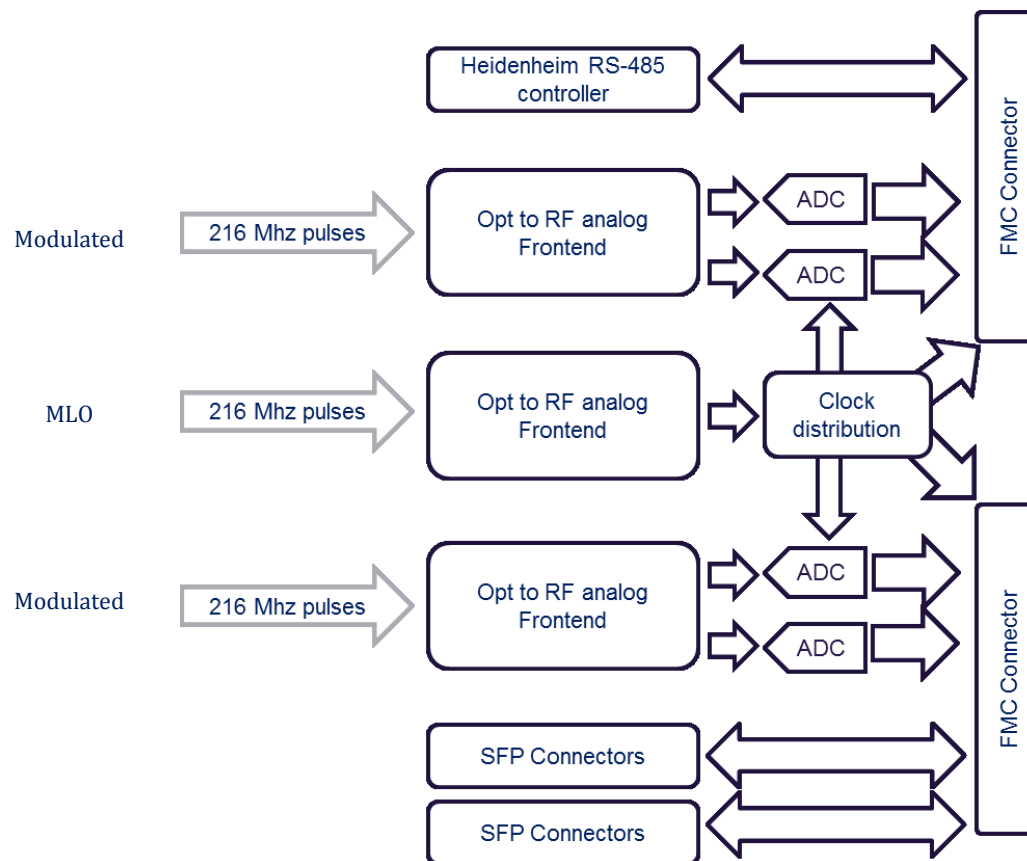 Heidenheim RS-485
controller
FMC Connector
Modulated
216 Mhz pulses
Opt to RF analog
Frontend
ADC
ADC
MLO
216 Mhz pulses
Opt to RF analog
Frontend
Clock
distribution
Modulated
216 Mhz pulses
Opt to RF analog
Frontend
ADC
ADC
FMC Connector
SFP Connectors
SFP Connectors